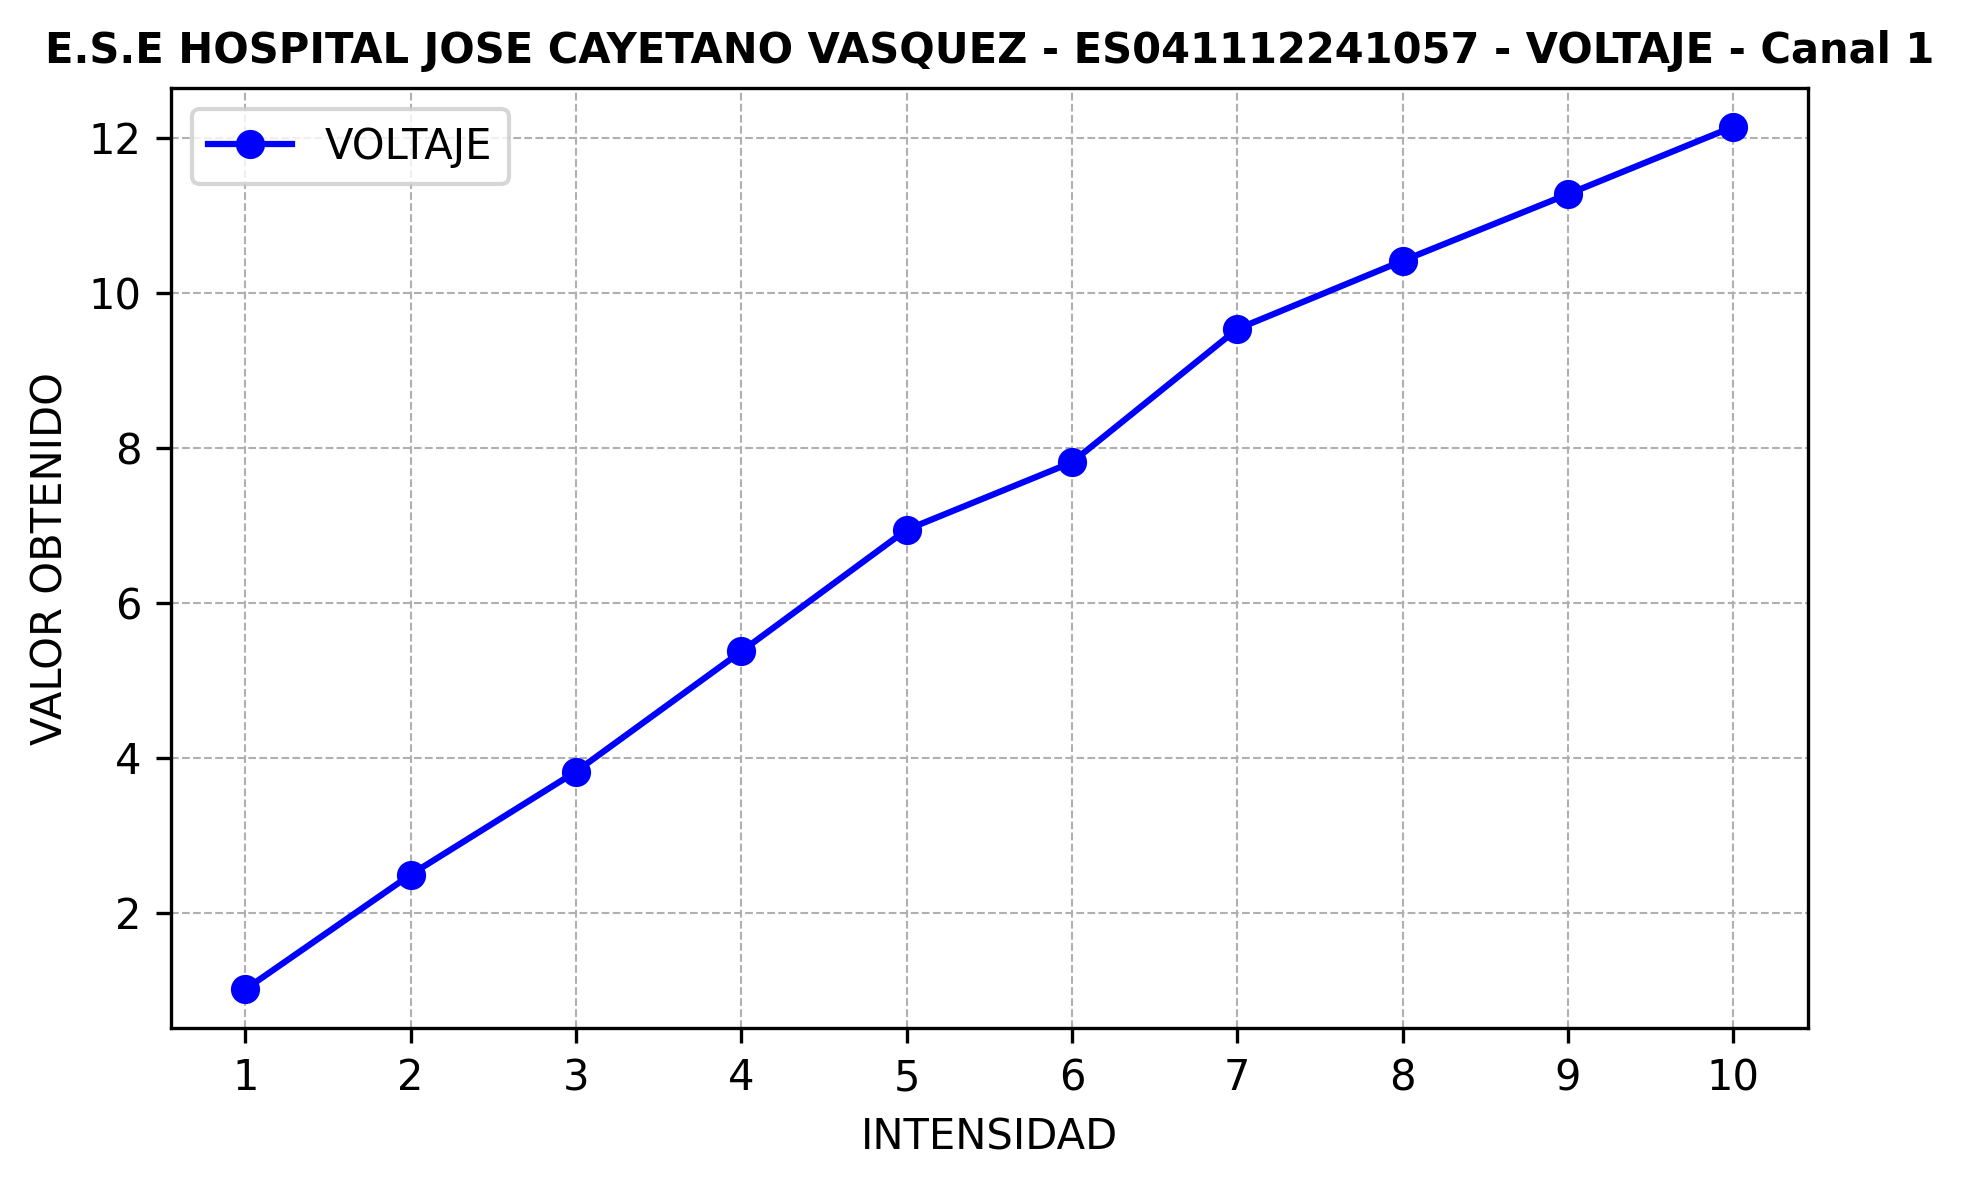 E.S.E HOSPITAL JOSE CAYETANO VASQUEZ - ES041112241057 - VOLTAJE - Canal 1
VOLTAJE
12
10
8
6
4
2
VALOR OBTENIDO
1 2 3 4 5 6 7 8 9 10
INTENSIDAD